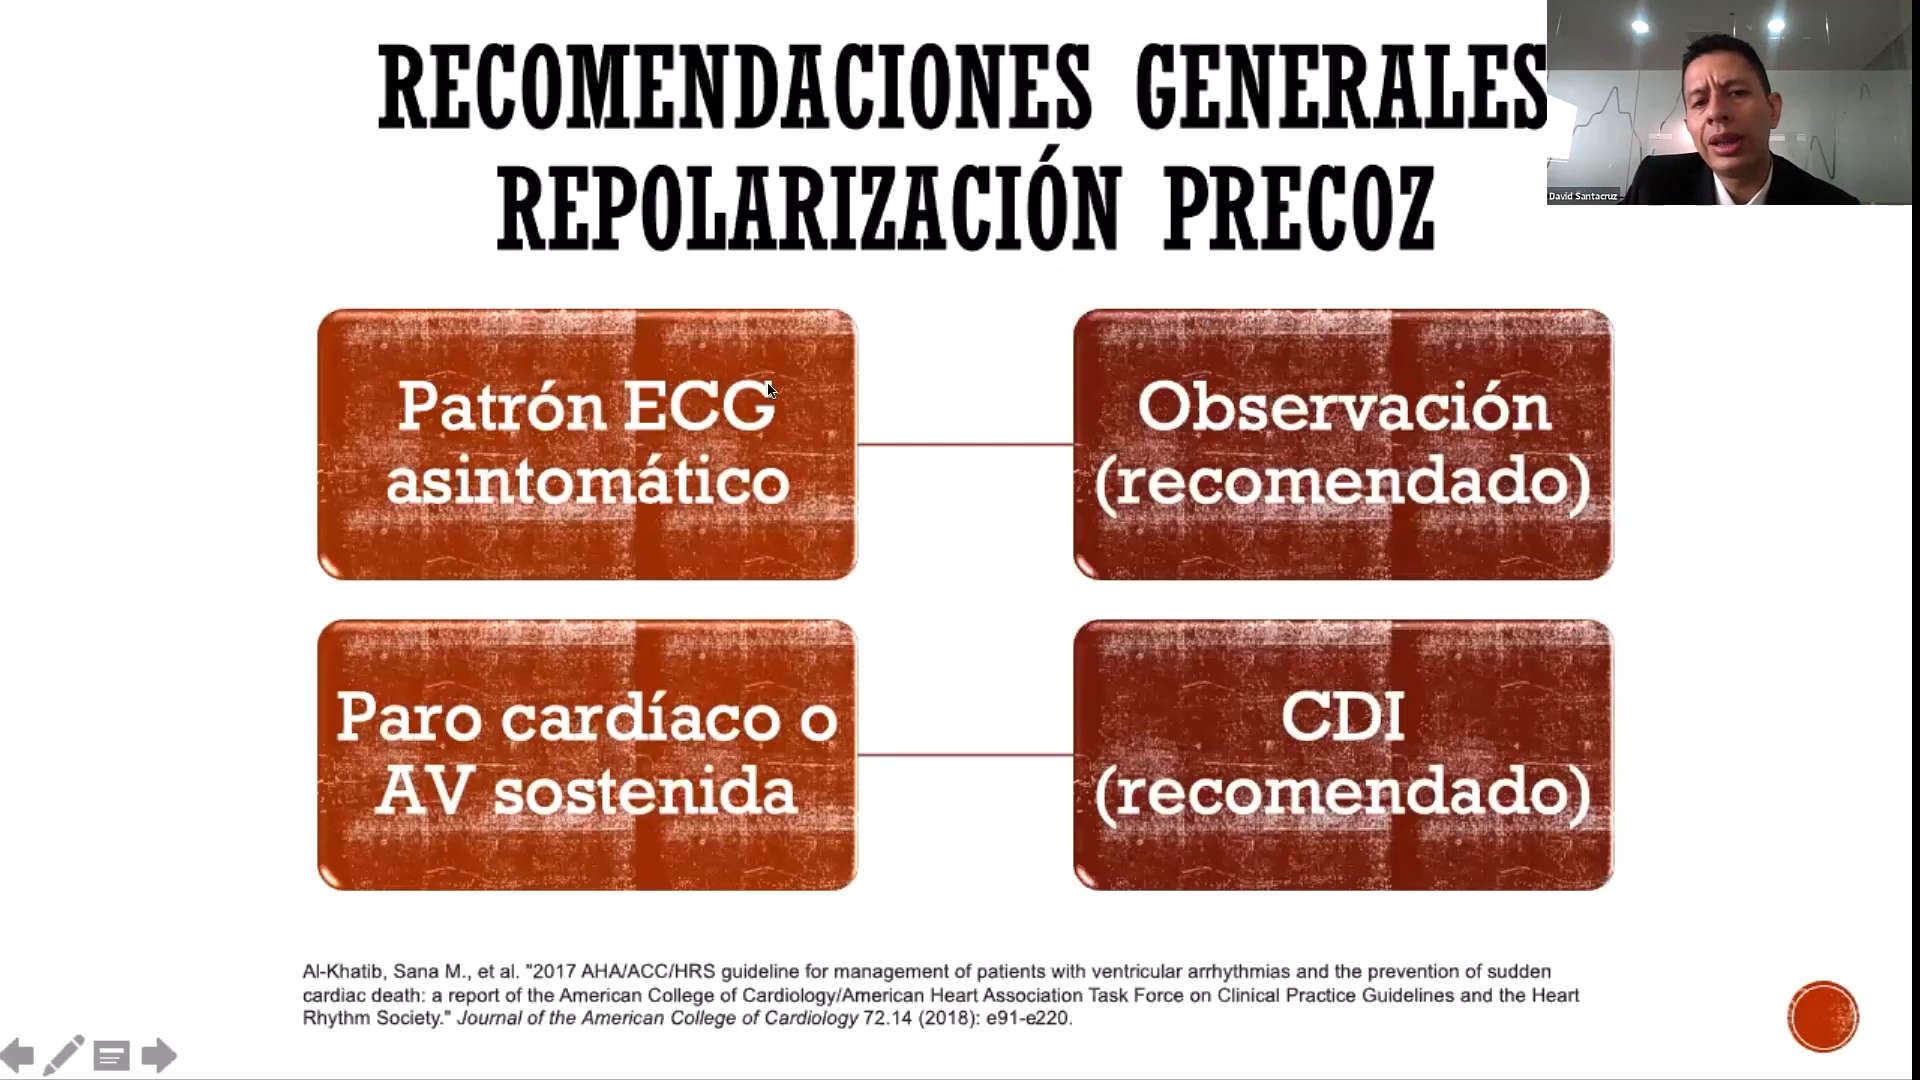 RECOMENDACIONES GENERALES
REPOLARIZACIÓN PRECOZ
David Santacruz
Patrón ECG
asintomático
Observación
(recomendado)
Paro cardíaco o
AV sostenida
CDI
(recomendado)
Al-Khatib, Sana M., et al. "2017 AHA/ACC/HRS guideline for management of patients with ventricular arrhythmias and the prevention of sudden
cardiac death: a report of the American College of Cardiology/American Heart Association Task Force on Clinical Practice Guidelines and the Heart
Rhythm Society." Journal of the American College of Cardiology 72.14 (2018): e91-e220.